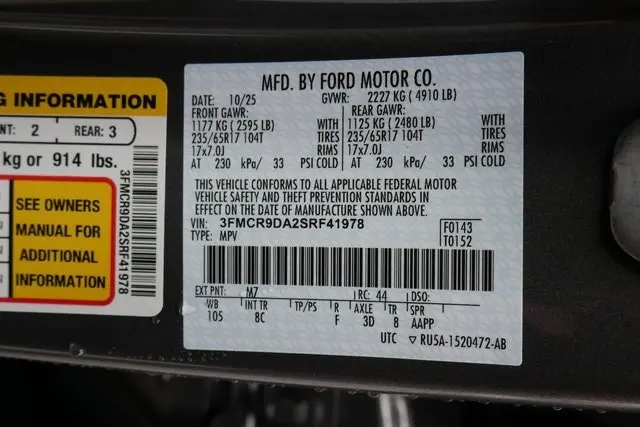 G INFORMATION
NT: 2 REAR: 3
kg or 914 lbs.
SEE OWNERS
MANUAL FOR
ADDITIONAL
INFORMATION
3FMCR9DA2SRF41978
MFD. BY FORD MOTOR CO.
DATE: 10/25 GVWR: 2227 KG ( 4910 LB)
FRONT GAWR: REAR GAWR:
1177 KG ( 2595 LB) WITH 1125 KG ( 2480 LB) WITH
235/65R17 104T TIRES 235/65R17 104T TIRES
17x7.0J RIMS 17x7.0J RIMS
AT 230 kPa/ 33 PSI COLD AT 230 kPa/ 33 PSI COLD
THIS VEHICLE CONFORMS TO ALL APPLICABLE FEDERAL MOTOR
VEHICLE SAFETY AND THEFT PREVENTION STANDARDS IN
EFFECT ON THE DATE OF MANUFACTURE SHOWN ABOVE.
VIN: 3FMCR9DA2SRF41978 F0143
TYPE: MPV T0152
EXT PNT: M7 RC: 44 DSO:
WB INT TR TP/PS R AXLE TR SPR
105 8C F 3D 8 AAPP
UTC ▽ RU5A-1520472-AB